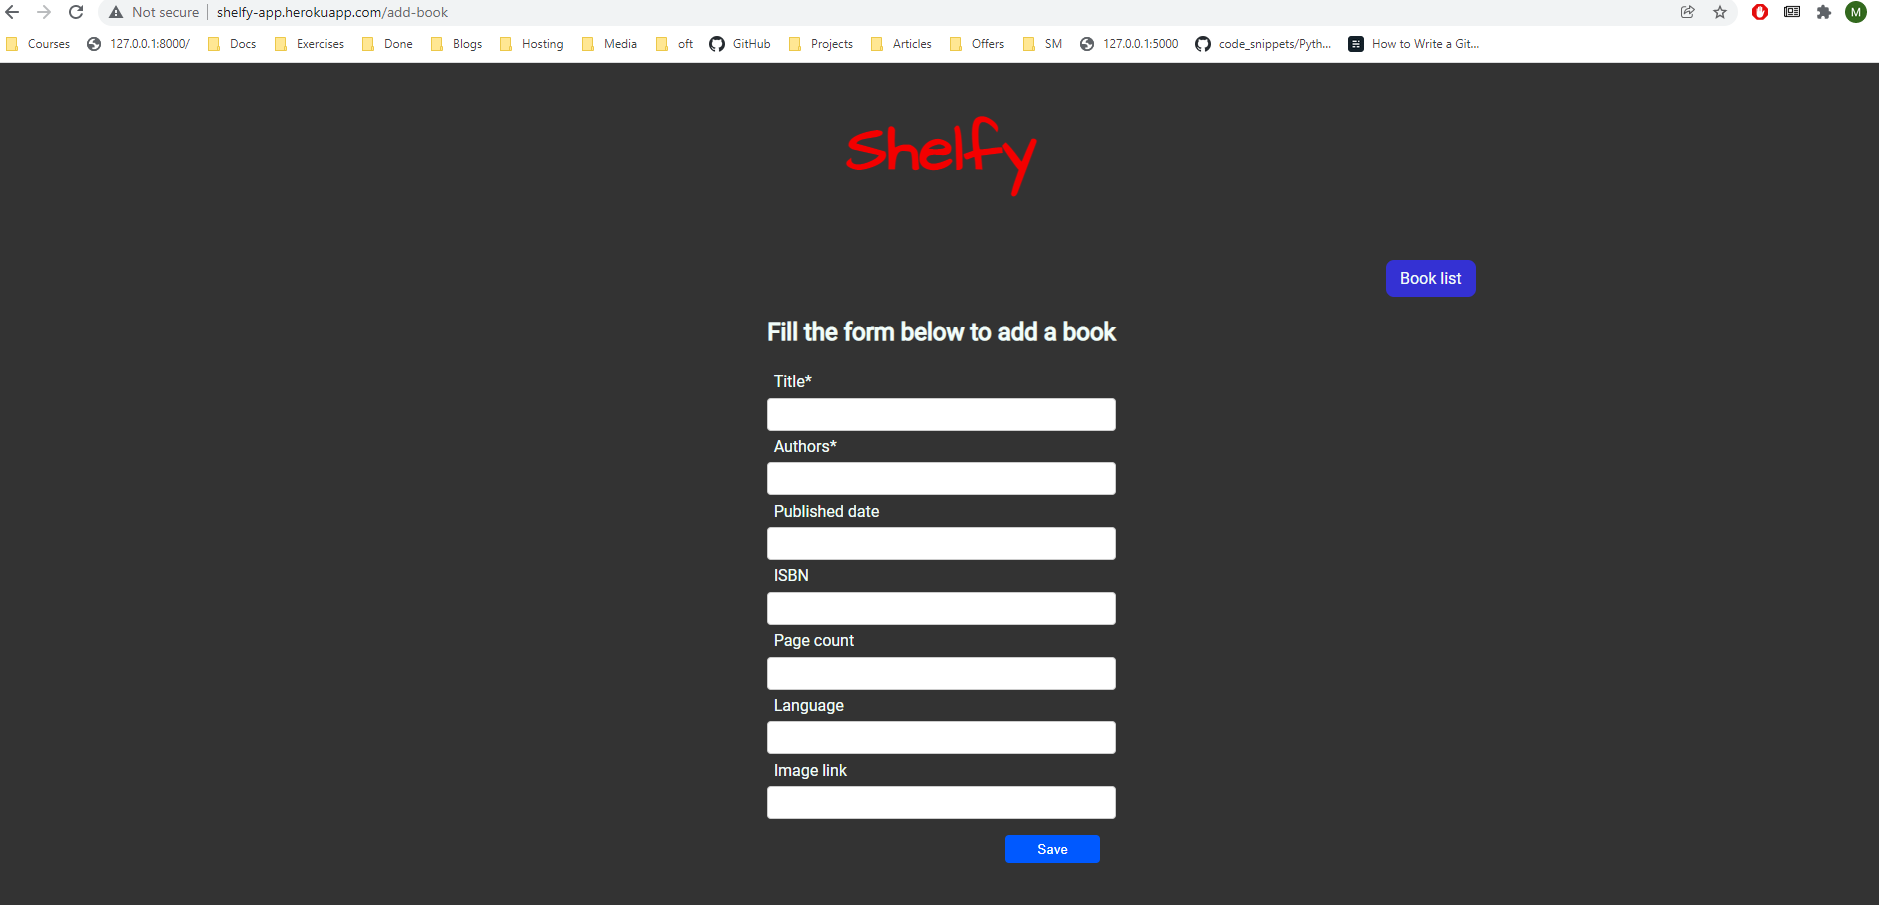 Not secure shelfy-app.herokuapp.com/add-book M
Courses 127.0.0.1:8000/ Docs Exercises Done Blogs Hosting Media oft GitHub Projects Articles Offers SM 127.0.0.1:5000 code_snippets/Pyth... How to Write a Git...
Shelfy
Book list
Fill the form below to add a book
Title*
Authors*
Published date
ISBN
Page count
Language
Image link
Save